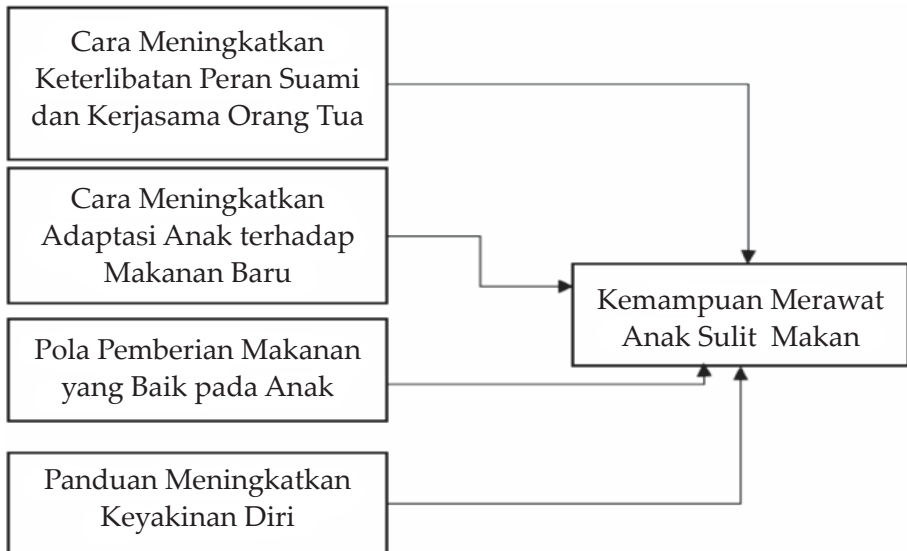 Cara Meningkatkan
Keterlibatan Peran Suami
dan Kerjasama Orang Tua
Cara Meningkatkan
Adaptasi Anak terhadap
Makanan Baru
Pola Pemberian Makanan
yang Baik pada Anak
Panduan Meningkatkan
Keyakinan Diri
Kemampuan Merawat
Anak Sulit Makan